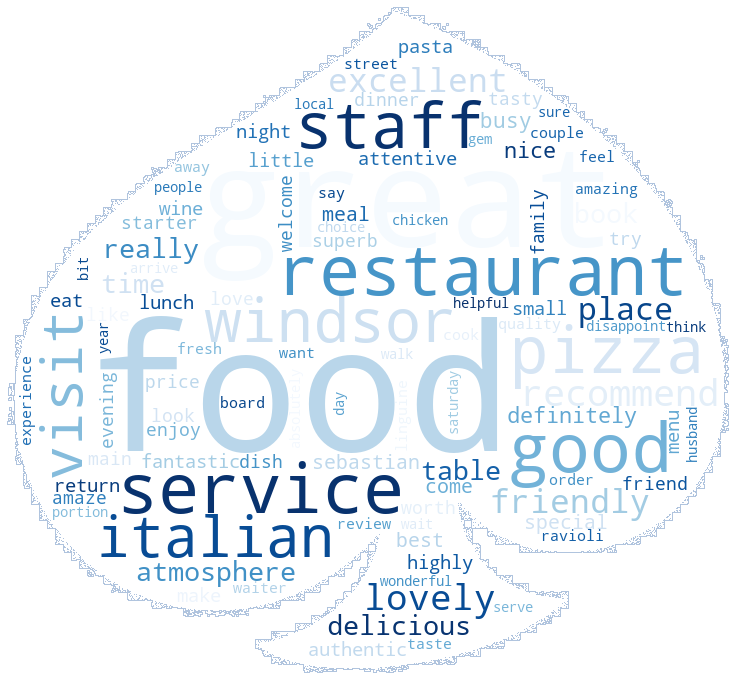 pasta
street
excellent
local
dinner
tasty
staff
sure
night
busy
couple
gem
nice
little
attentive
feel
away
great
people
say
welcome
amazing
wine
meal
family
book
starter
chicken
choice
superb
really
try
bit
arrive
restaurant
time
eat
lunch
love
helpful
small
place
like
windsor
quality
disappoint
think
food
year
visit
cook
pizza
fresh
want
walk
experience
price
recommend
board
day
absolutely
linguine
saturday
evening
look
enjoy
definitely
menu
husband
good
main
fantastic
dish
sebastian
table
return
service
come
order
friend
amaze
portion
worth
friendly
italian
review
wait
special
best
ravioli
atmosphere
highly
waiter
wonderful
make
lovely
serve
delicious
authentic
taste